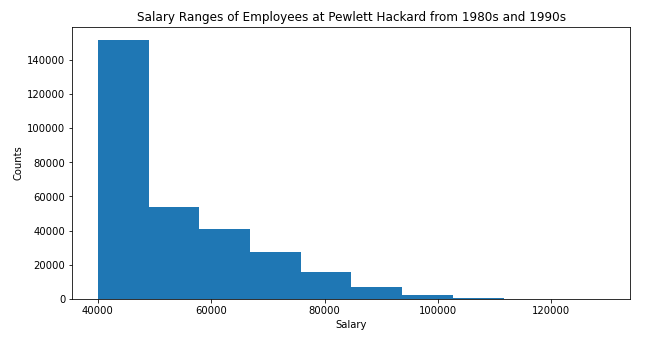 Salary Ranges of Employees at Pewlett Hackard from 1980s and 1990s
140000
120000
100000
80000
60000
40000
20000
0
Counts
40000 60000 80000 100000 120000
Salary